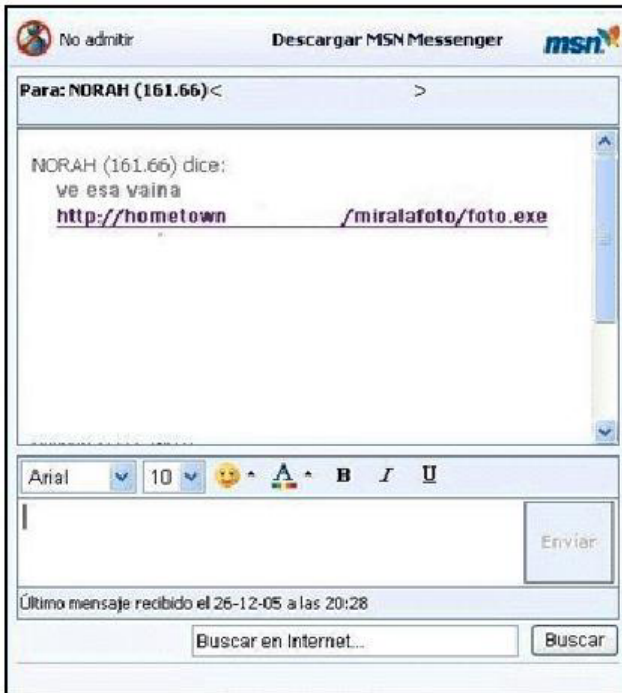 No admitir
Descargar MSN Messenger
msn
Para: NORAH (161.66)< >
NORAH (161.66) dice:
ve esa vaina
http://hometown /miralafoto/foto.exe
Arial 10 A B I U
Enviar
Último mensaje recibido el 26-12-05 a las 20:28
Buscar en Internet... Buscar